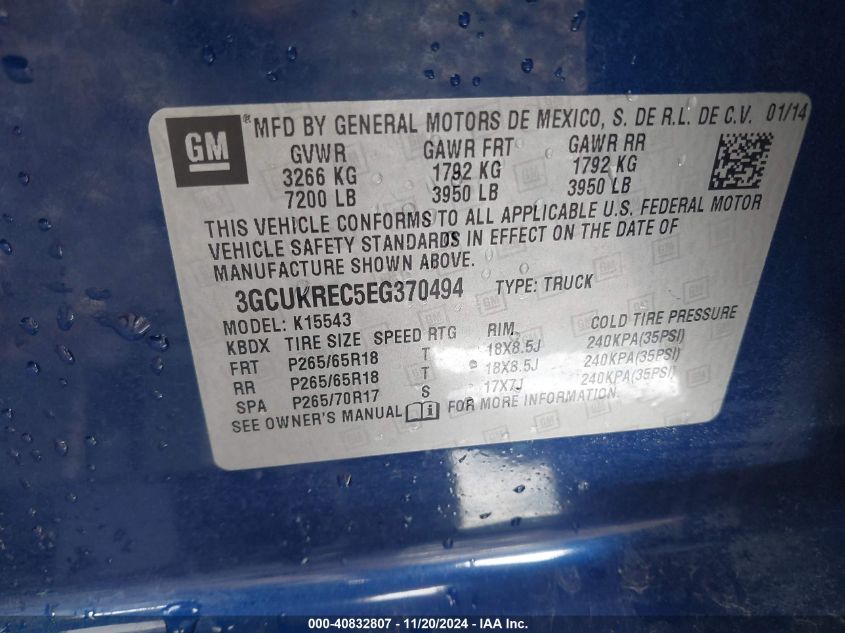 GM ® MFD BY GENERAL MOTORS DE MEXICO, S. DE R.L. DE C.V. 01/14
GVWR GAWR FRT GAWR RR
3266 KG 1792 KG 1792 KG
7200 LB 3950 LB 3950 LB
THIS VEHICLE CONFORMS TO ALL APPLICABLE U.S. FEDERAL MOTOR
VEHICLE SAFETY STANDARDS IN EFFECT ON THE DATE OF
MANUFACTURE SHOWN ABOVE.
3GCUKREC5EG370494 TYPE: TRUCK
MODEL: K15543
KBDX TIRE SIZE SPEED RTG RIM COLD TIRE PRESSURE
FRT P265/65R18 T 18X8.5J 240KPA(35PSI)
RR P265/65R18 T 18X8.5J 240KPA(35PSI)
SPA P265/70R17 S 17X7J 240KPA(35PSI)
SEE OWNER'S MANUAL FOR MORE INFORMATION.
000-40832807 - 11/20/2024 - IAA Inc.